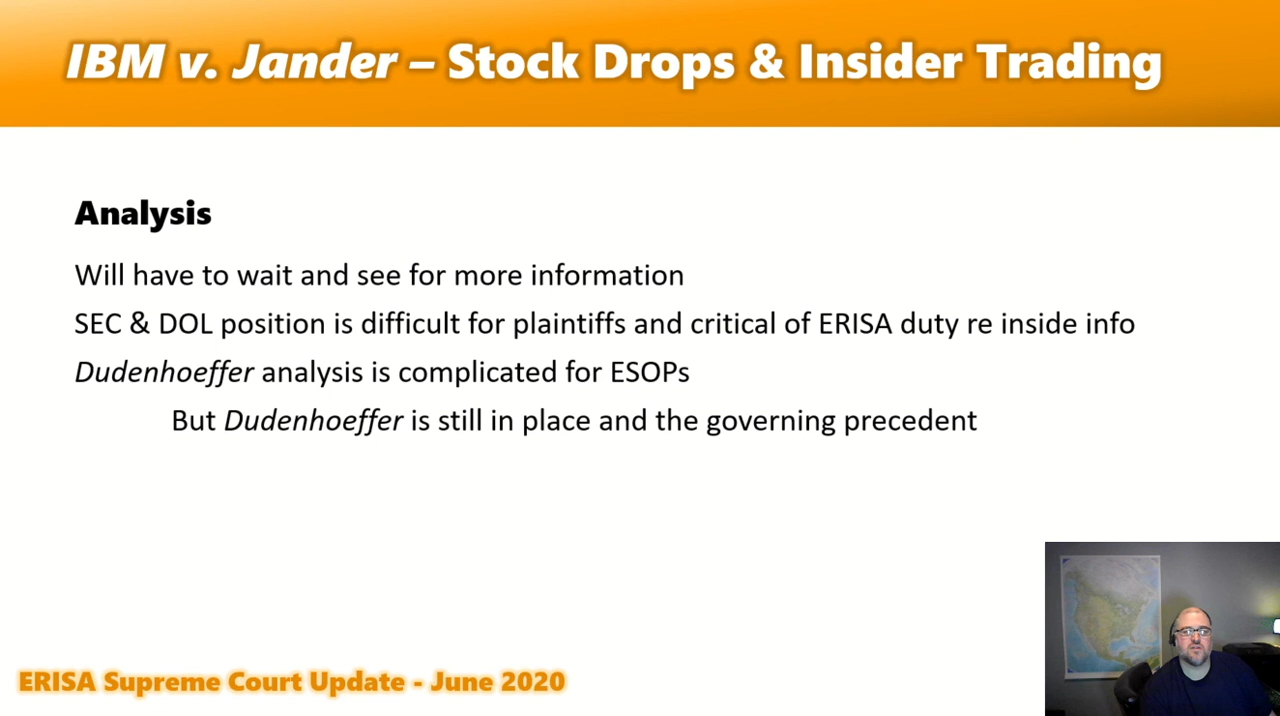 IBM v. Jander – Stock Drops & Insider Trading
Analysis
Will have to wait and see for more information
SEC & DOL position is difficult for plaintiffs and critical of ERISA duty re inside info
Dudenhoeffer analysis is complicated for ESOPs
But Dudenhoeffer is still in place and the governing precedent
ERISA Supreme Court Update - June 2020